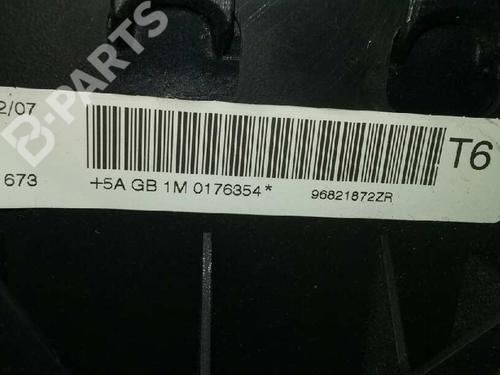 2/07
B-PARTS
T6
673
+5A GB 1M 0176354*
96821872ZR